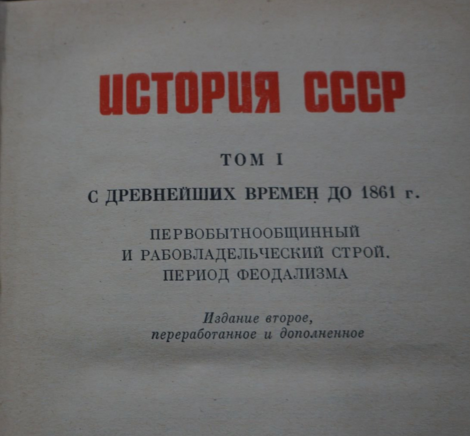 ИСТОРИЯ СССР
ТОМ I
С ДРЕВНЕЙШИХ ВРЕМЕН ДО 1861 г.
ПЕРВОБЫТНООБЩИННЫЙ
И РАБОВЛАДЕЛЬЧЕСКИЙ СТРОЙ.
ПЕРИОД ФЕОДАЛИЗМА
Издание второе,
переработанное и дополненное